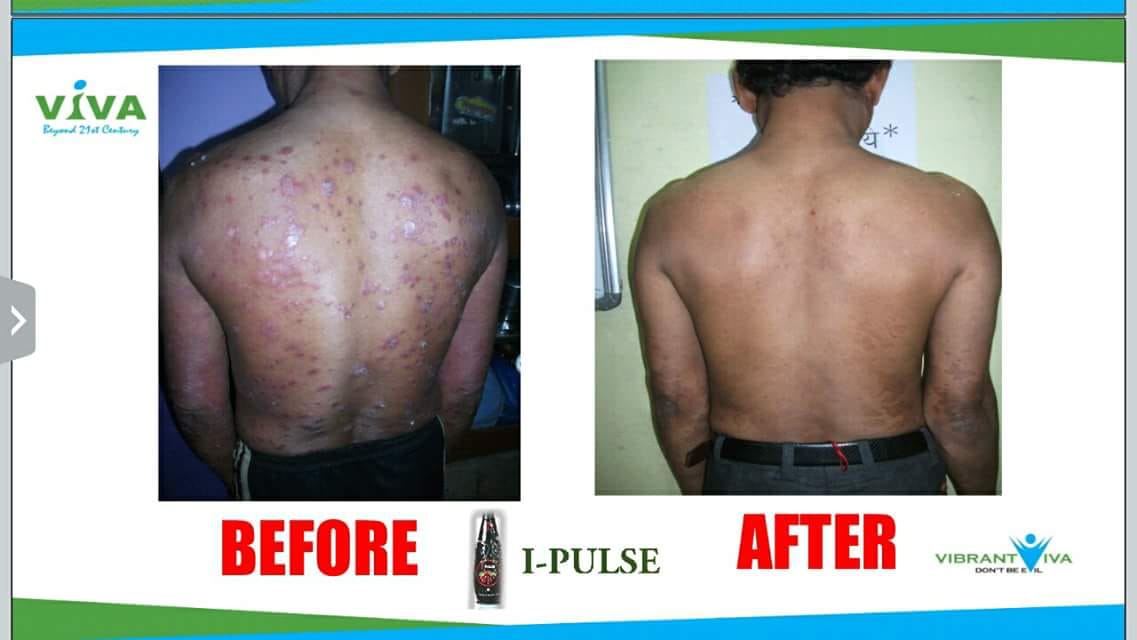 VIVA
Beyond 21st Century
ये*
BEFORE
I-PULSE
AFTER
VIBRANT VIVA
DON'T BE EVIL